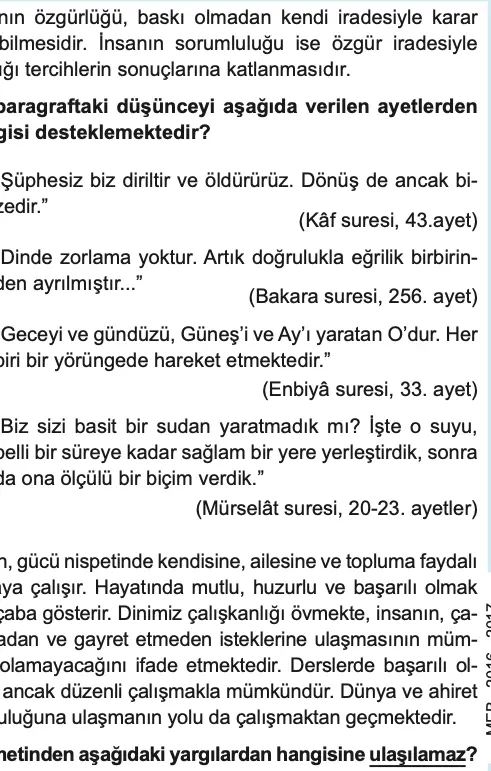 nın özgürlüğü, baskı olmadan kendi iradesiyle karar
bilmesidir. İnsanın sorumluluğu ise özgür iradesiyle
ığı tercihlerin sonuçlarına katlanmasıdır.
paragraftaki düşünceyi aşağıda verilen ayetlerden
gisi desteklemektedir?
Şüphesiz biz diriltir ve öldürürüz. Dönüş de ancak bi-
zedir.”
(Kâf suresi, 43.ayet)
Dinde zorlama yoktur. Artık doğrulukla eğrilik birbirin-
den ayrılmıştır...”
(Bakara suresi, 256. ayet)
Geceyi ve gündüzü, Güneş’i ve Ay’ı yaratan O’dur. Her
biri bir yörüngede hareket etmektedir.”
(Enbiyâ suresi, 33. ayet)
Biz sizi basit bir sudan yaratmadık mı? İşte o suyu,
belli bir süreye kadar sağlam bir yere yerleştirdik, sonra
da ona ölçülü bir biçim verdik.”
(Mürselât suresi, 20-23. ayetler)
n, gücü nispetinde kendisine, ailesine ve topluma faydalı
aya çalışır. Hayatında mutlu, huzurlu ve başarılı olmak
çaba gösterir. Dinimiz çalışkanlığı övmekte, insanın, ça-
adan ve gayret etmeden isteklerine ulaşmasının müm-
olamayacağını ifade etmektedir. Derslerde başarılı ol-
ancak düzenli çalışmakla mümkündür. Dünya ve ahiret
uluğuna ulaşmanın yolu da çalışmaktan geçmektedir.
metinden aşağıdaki yargılardan hangisine ulaşılamaz?